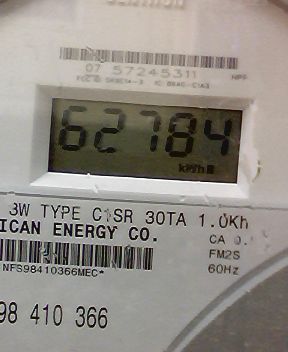 07 57245311
62784
kWh
3W TYPE C1SR 30TA 1.0Kh
ICAN ENERGY CO.
CA 0.
NFS98410366MEC*
FM2S
60Hz
98 410 366